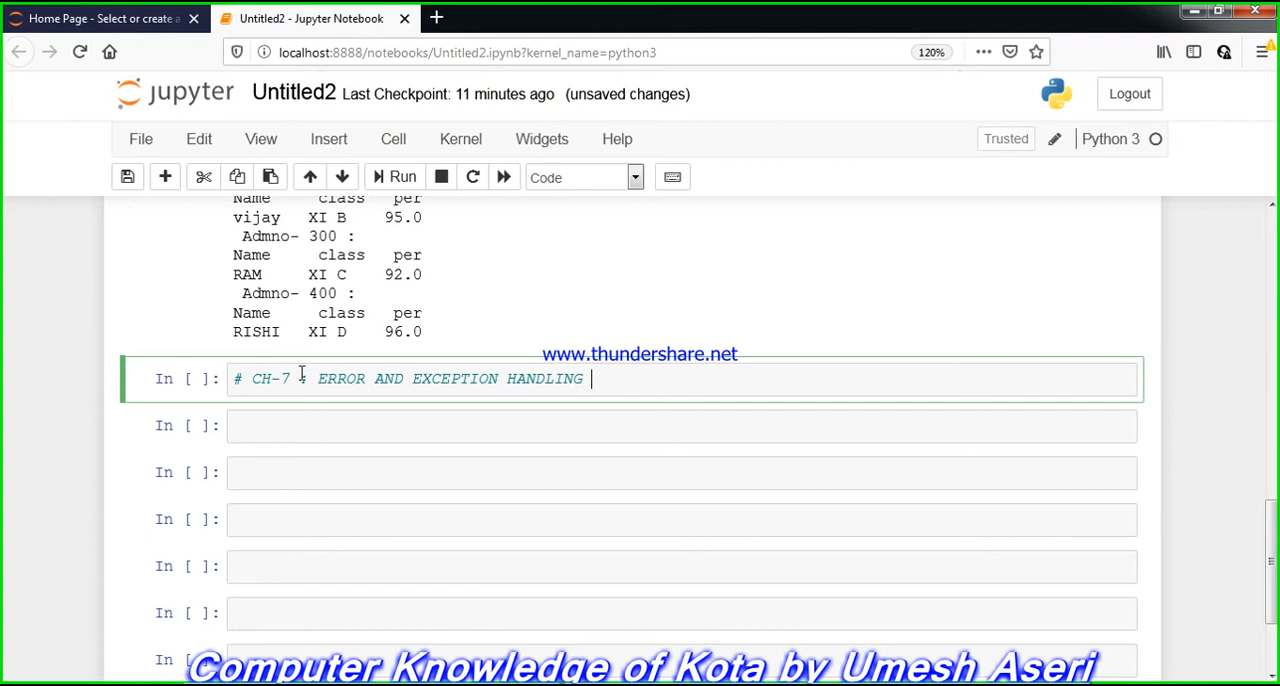 Home Page - Select or create a
Untitled2 - Jupyter Notebook
localhost:8888/notebooks/Untitled2.ipynb?kernel_name=python3
120%
jupyter Untitled2 Last Checkpoint: 11 minutes ago (unsaved changes)
Logout
File Edit View Insert Cell Kernel Widgets Help
Trusted Python 3
Run Code
Name class per
vijay XI B 95.0
Admno- 300 :
Name class per
RAM XI C 92.0
Admno- 400 :
Name class per
RISHI XI D 96.0
www.thundershare.net
In [ ]: # CH-7 : ERROR AND EXCEPTION HANDLING
In [ ]:
In [ ]:
In [ ]:
In [ ]:
In [ ]:
In [ ]:
Computer Knowledge of Kota by Umesh Aseri